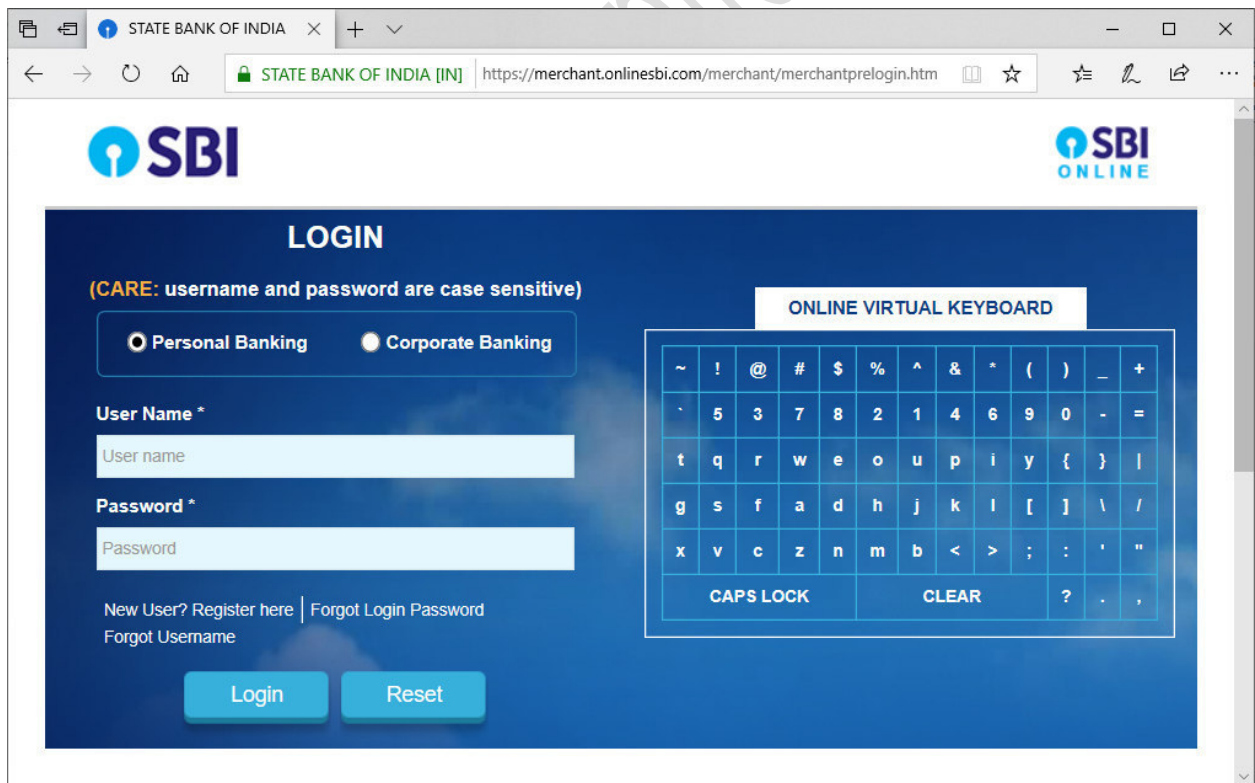 STATE BANK OF INDIA
STATE BANK OF INDIA [IN] https://merchant.onlinesbi.com/merchant/merchantprelogin.htm
SBI
SBI
ONLINE
LOGIN
(CARE: username and password are case sensitive)
Personal Banking Corporate Banking
User Name *
User name
Password *
Password
New User? Register here | Forgot Login Password
Forgot Username
Login Reset
ONLINE VIRTUAL KEYBOARD
~ ! @ # $ % ^ & * ( ) _ +
` 5 3 7 8 2 1 4 6 9 0 - =
t q r w e o u p i y { } |
g s f a d h j k l [ ] \ /
x v c z n m b < > ; : ' "
CAPS LOCK CLEAR ? . ,